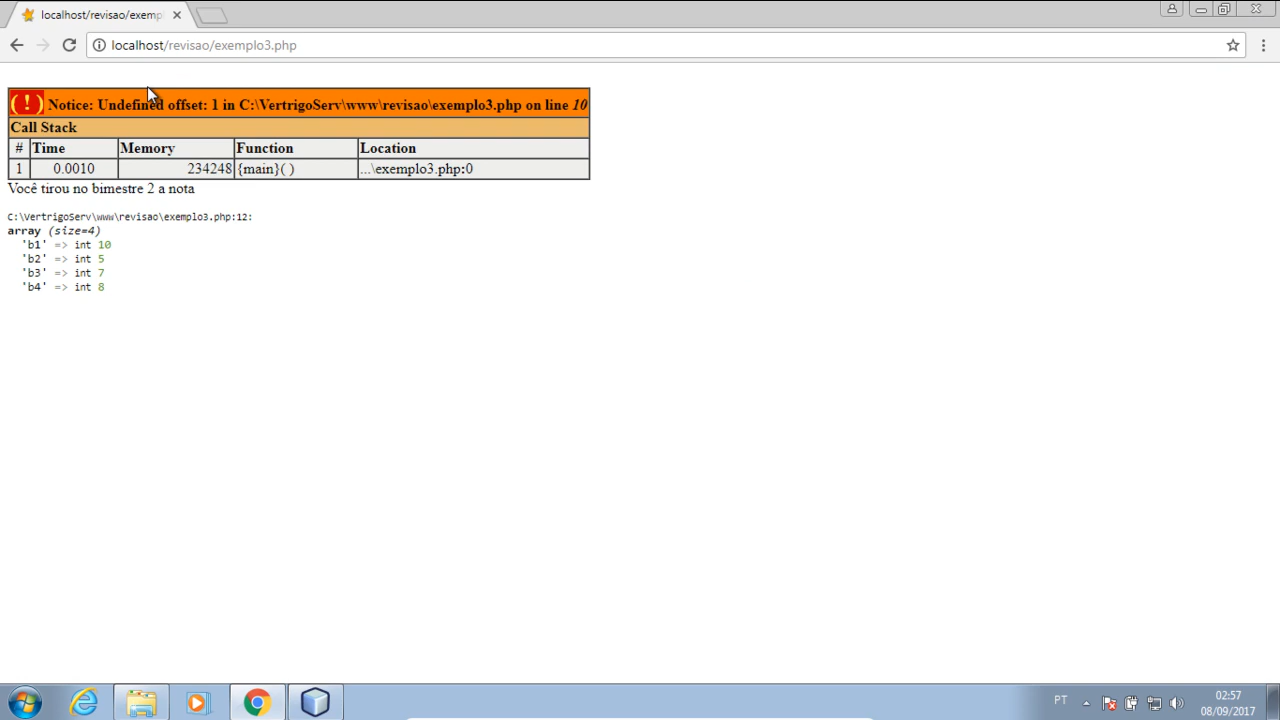 localhost/revisao/exemp
localhost/revisao/exemplo3.php
( ! ) Notice: Undefined offset: 1 in C:\VertrigoServ\www\revisao\exemplo3.php on line 10
Call Stack
# Time Memory Function Location
1 0.0010 234248 {main}( ) ...\exemplo3.php:0
Você tirou no bimestre 2 a nota
C:\VertrigoServ\www\revisao\exemplo3.php:12:
array (size=4)
'b1' => int 10
'b2' => int 5
'b3' => int 7
'b4' => int 8
PT
02:57
08/09/2017